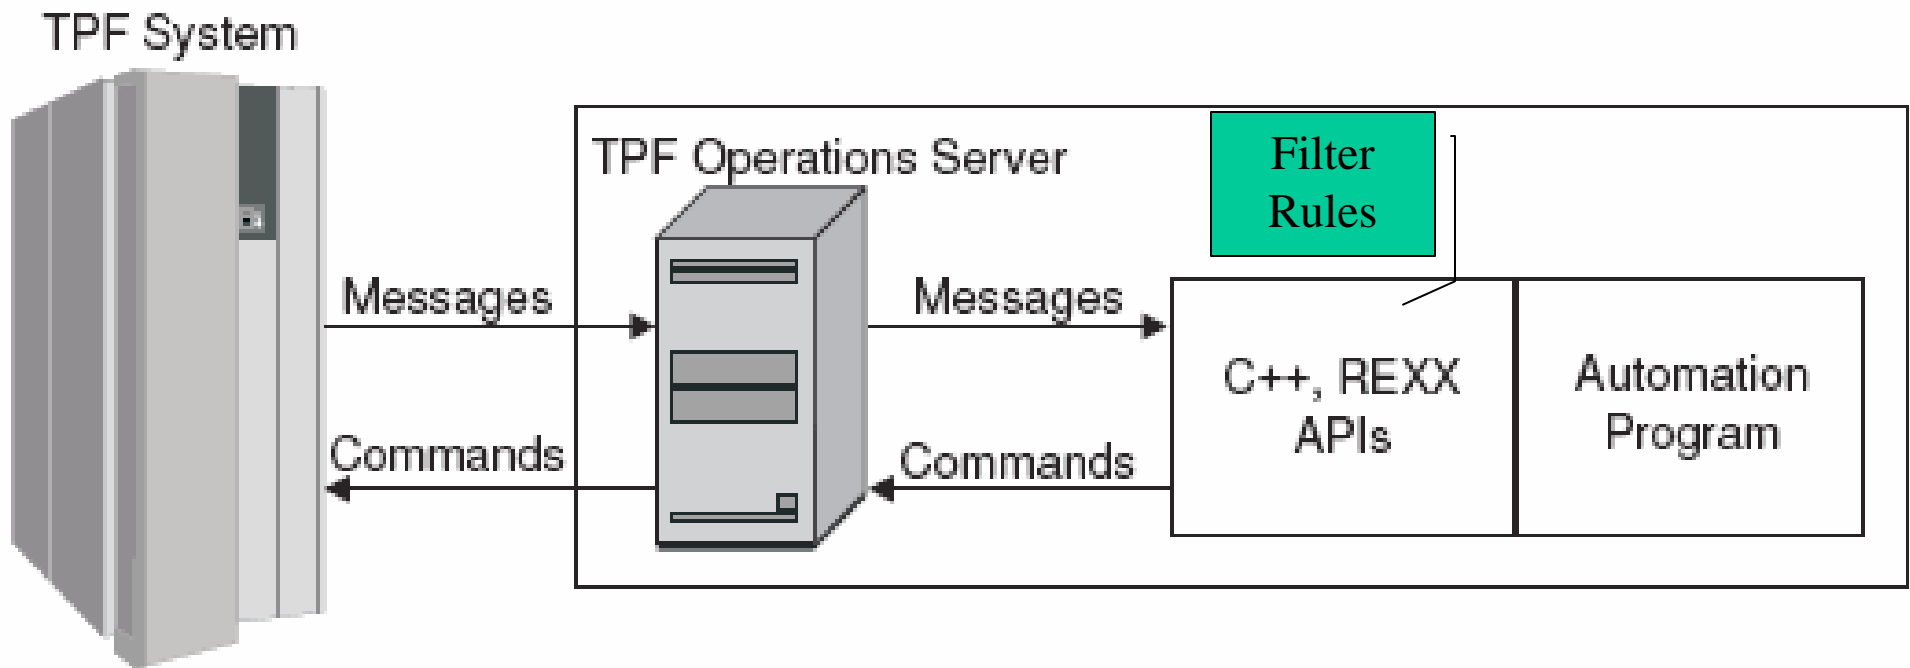 TPF System
TPF Operations Server
Filter
Rules
Messages
Messages
C++, REXX
APIs
Automation
Program
Commands
Commands